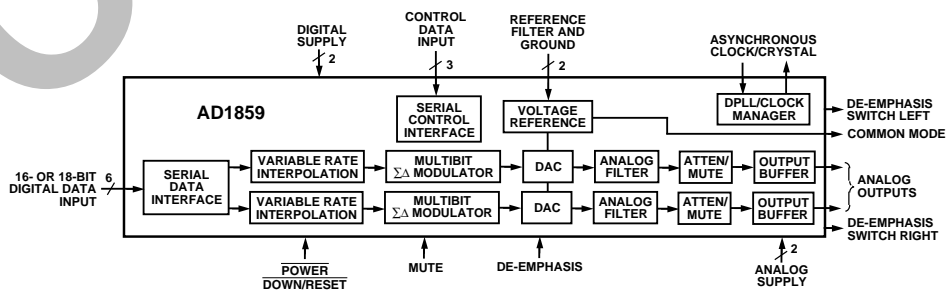 DIGITAL
SUPPLY
2
CONTROL
DATA
INPUT
3
REFERENCE
FILTER AND
GROUND
2
ASYNCHRONOUS
CLOCK/CRYSTAL
AD1859
SERIAL
CONTROL
INTERFACE
VOLTAGE
REFERENCE
DPLL/CLOCK
MANAGER
DE-EMPHASIS
SWITCH LEFT
COMMON MODE
16- OR 18-BIT
DIGITAL DATA
INPUT
6
SERIAL
DATA
INTERFACE
VARIABLE RATE
INTERPOLATION
MULTIBIT
ΣΔ MODULATOR
DAC
ANALOG
FILTER
ATTEN/
MUTE
OUTPUT
BUFFER
VARIABLE RATE
INTERPOLATION
MULTIBIT
ΣΔ MODULATOR
DAC
ANALOG
FILTER
ATTEN/
MUTE
OUTPUT
BUFFER
ANALOG
OUTPUTS
DE-EMPHASIS
SWITCH RIGHT
POWER
DOWN/RESET
MUTE
DE-EMPHASIS
2
ANALOG
SUPPLY